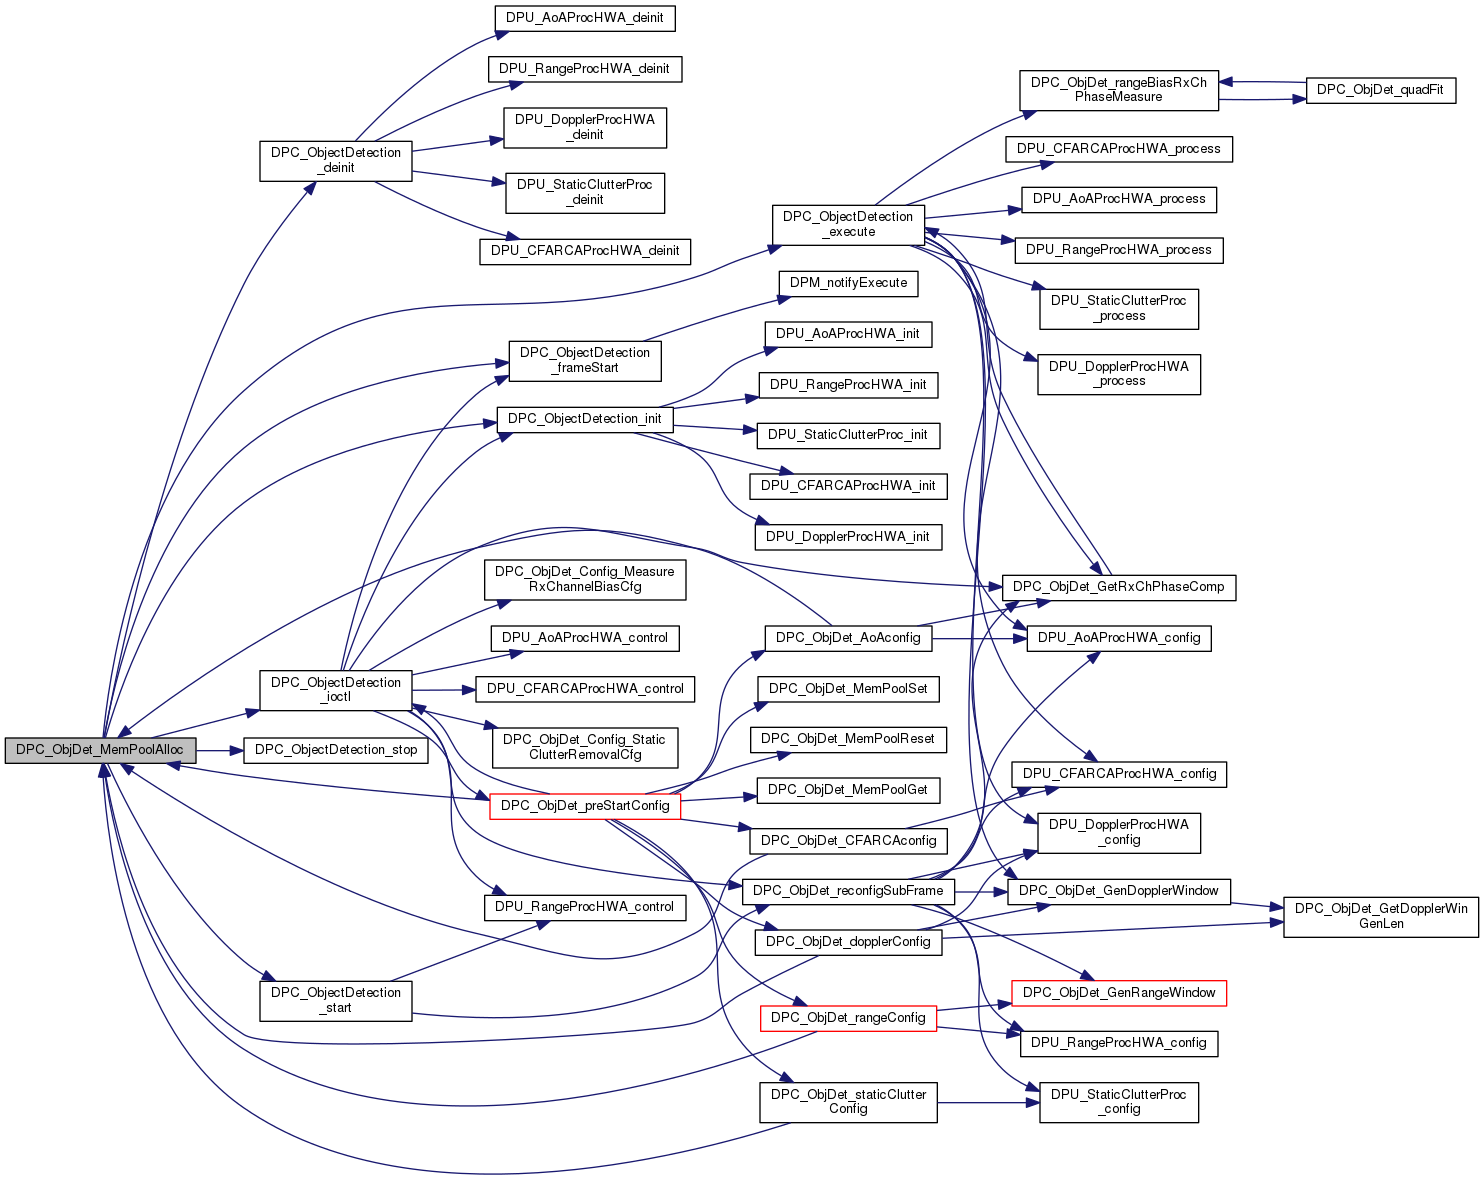 DPU_AoAProcHWA_deinit
DPU_RangeProcHWA_deinit
DPU_DopplerProcHWA
_deinit
DPC_ObjectDetection
_deinit
DPU_StaticClutterProc
_deinit
DPU_CFARCAProcHWA_deinit
DPC_ObjDet_rangeBiasRxCh
PhaseMeasure
DPC_ObjDet_quadFit
DPU_CFARCAProcHWA_process
DPU_AoAProcHWA_process
DPC_ObjectDetection
_execute
DPU_RangeProcHWA_process
DPM_notifyExecute
DPU_StaticClutterProc
_process
DPU_AoAProcHWA_init
DPC_ObjectDetection
_frameStart
DPU_DopplerProcHWA
_process
DPU_RangeProcHWA_init
DPC_ObjectDetection_init
DPU_StaticClutterProc_init
DPU_CFARCAProcHWA_init
DPU_DopplerProcHWA_init
DPC_ObjDet_Config_Measure
RxChannelBiasCfg
DPC_ObjDet_GetRxChPhaseComp
DPU_AoAProcHWA_control
DPC_ObjDet_AoAconfig
DPU_AoAProcHWA_config
DPC_ObjectDetection
_ioctl
DPU_CFARCAProcHWA_control
DPC_ObjDet_MemPoolSet
DPC_ObjDet_MemPoolAlloc
DPC_ObjectDetection_stop
DPC_ObjDet_Config_Static
ClutterRemovalCfg
DPC_ObjDet_MemPoolReset
DPU_CFARCAProcHWA_config
DPC_ObjDet_preStartConfig
DPC_ObjDet_MemPoolGet
DPC_ObjDet_CFARCAconfig
DPU_DopplerProcHWA
_config
DPC_ObjDet_reconfigSubFrame
DPC_ObjDet_GenDopplerWindow
DPU_RangeProcHWA_control
DPC_ObjDet_GetDopplerWin
GenLen
DPC_ObjDet_dopplerConfig
DPC_ObjectDetection
_start
DPC_ObjDet_GenRangeWindow
DPC_ObjDet_rangeConfig
DPU_RangeProcHWA_config
DPC_ObjDet_staticClutter
Config
DPU_StaticClutterProc
_config